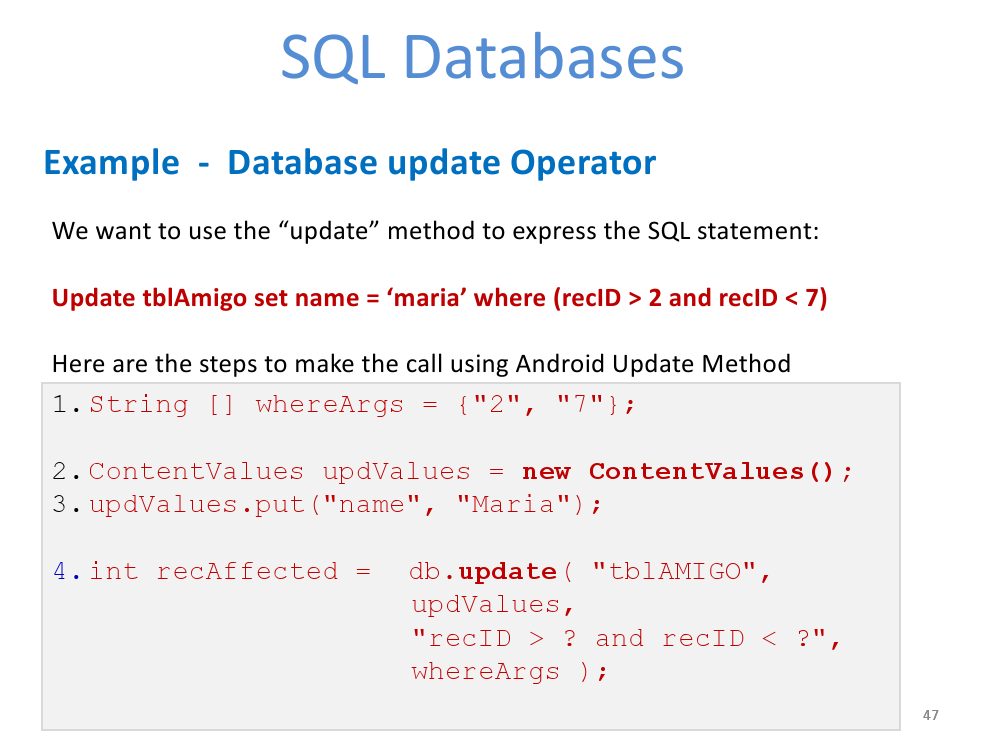 SQL Databases
Example - Database update Operator
We want to use the “update” method to express the SQL statement:
Update tblAmigo set name = ‘maria’ where (recID > 2 and recID < 7)
Here are the steps to make the call using Android Update Method
1. String [] whereArgs = {"2", "7"};
2. ContentValues updValues = new ContentValues();
3. updValues.put("name", "Maria");
4. int recAffected = db.update( "tblAMIGO",
updValues,
"recID > ? and recID < ?",
whereArgs );
47